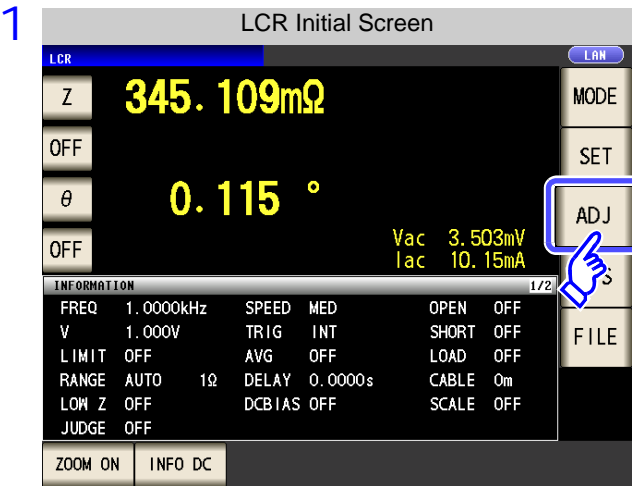 1
LCR Initial Screen
LCR
LAN
Z 345.109mΩ
MODE
OFF
SET
θ 0.115 °
ADJ
OFF
Vac 3.503mV
Iac 10.15mA
INFORMATION 1/2
FREQ 1.0000kHz SPEED MED OPEN OFF
V 1.000V TRIG INT SHORT OFF
FILE
LIMIT OFF AVG OFF LOAD OFF
RANGE AUTO 1Ω DELAY 0.0000s CABLE 0m
LOW Z OFF DCBIAS OFF SCALE OFF
JUDGE OFF
ZOOM ON INFO DC